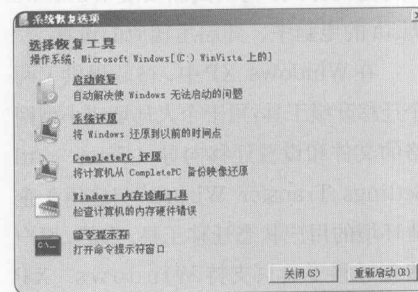 系统恢复选项
选择恢复工具
操作系统: Microsoft Windows[(C:) WinVista 上的]
启动修复
自动解决使 Windows 无法启动的问题
系统还原
将 Windows 还原到以前的时间点
CompletePC 还原
将计算机从 CompletePC 备份映像还原
Windows 内存诊断工具
检查计算机的内存硬件错误
命令提示符
打开命令提示符窗口
关闭(S)
重新启动(R)